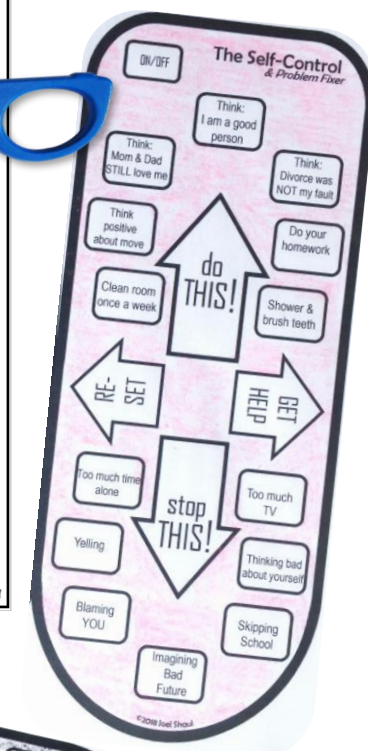 ON/OFF
The Self-Control
& Problem Fixer
Think:
I am a good
person
Think:
Mom & Dad
STILL love me
Think:
Divorce was
NOT my fault
Think
positive
about move
Do your
homework
Clean room
once a week
do
THIS!
Shower &
brush teeth
RE-
SET
GET
HELP
Too much time
alone
stop
THIS!
Too much
TV
Yelling
Thinking bad
about yourself
Blaming
YOU
Skipping
School
Imagining
Bad
Future
©2018 Joel Shaul